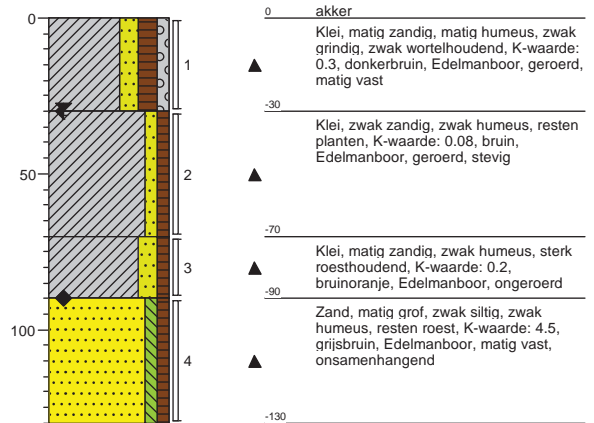 0
0
akker
Klei, matig zandig, matig humeus, zwak
grindig, zwak wortelhoudend, K-waarde:
0.3, donkerbruin, Edelmanboor, geroerd,
matig vast
1
-30
Klei, zwak zandig, zwak humeus, resten
planten, K-waarde: 0.08, bruin,
Edelmanboor, geroerd, stevig
50
2
-70
Klei, matig zandig, zwak humeus, sterk
roesthoudend, K-waarde: 0.2,
bruinoranje, Edelmanboor, ongeroerd
3
-90
Zand, matig grof, zwak siltig, zwak
humeus, resten roest, K-waarde: 4.5,
grijsbruin, Edelmanboor, matig vast,
onsamenhangend
100
4
-130